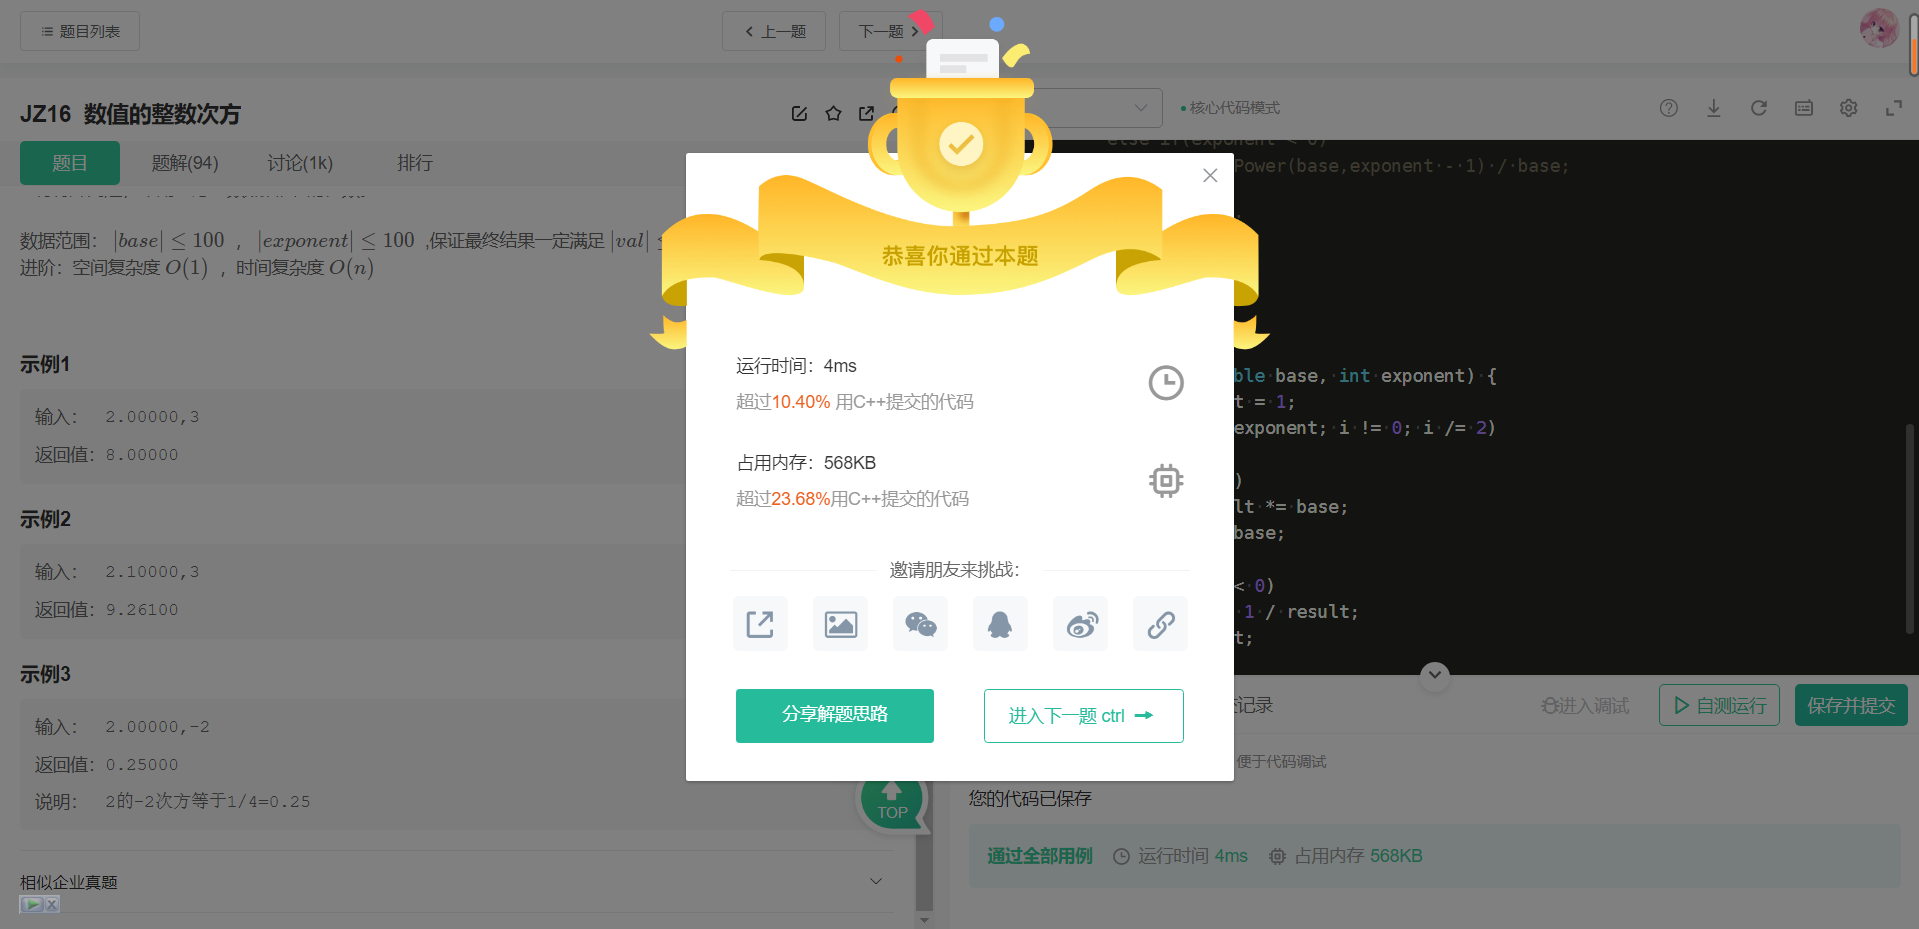 题目列表
上一题
下一题
JZ16 数值的整数次方
核心代码模式
题目
题解(94)
讨论(1k)
排行
数据范围： |base| ≤ 100 ， |exponent| ≤ 100 ,保证最终结果一定满足 |val| ≤
进阶：空间复杂度 O(1) ，时间复杂度 O(n)
示例1
输入： 2.00000,3
返回值：8.00000
示例2
输入： 2.10000,3
返回值：9.26100
示例3
输入： 2.00000,-2
返回值：0.25000
说明： 2的-2次方等于1/4=0.25
相似企业真题
TOP
恭喜你通过本题
运行时间：4ms
超过10.40% 用C++提交的代码
占用内存：568KB
超过23.68%用C++提交的代码
邀请朋友来挑战：
分享解题思路
进入下一题 ctrl
else if(exponent < 0)
Power(base,exponent - 1) / base;
ble base, int exponent) {
t = 1;
exponent; i != 0; i /= 2)
)
lt *= base;
base;
< 0)
1 / result;
t;
记录
进入调试
自测运行
保存并提交
便于代码调试
您的代码已保存
通过全部用例
运行时间 4ms
占用内存 568KB